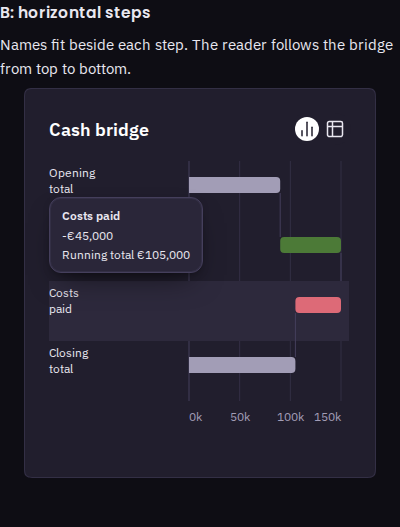 B: horizontal steps
Names fit beside each step. The reader follows the bridge
from top to bottom.
Cash bridge
Opening
total
Costs paid
-€45,000
Running total €105,000
Costs
paid
Closing
total
0k 50k 100k 150k